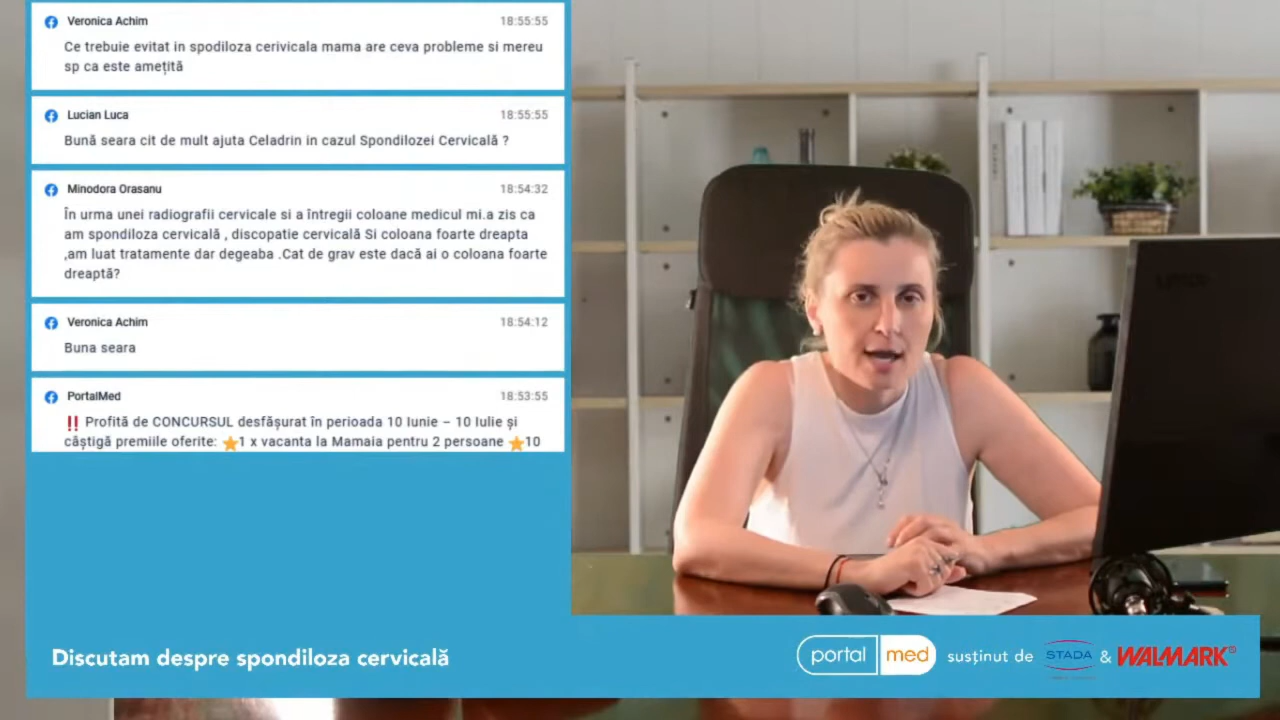 Veronica Achim 18:55:55
Ce trebuie evitat in spodiloza cerivicala mama are ceva probleme si mereu
sp ca este amețită
Lucian Luca 18:55:55
Bună seara cit de mult ajuta Celadrin in cazul Spondilozei Cervicală ?
Minodora Orasanu 18:54:32
În urma unei radiografii cervicale si a întregii coloane medicul mi.a zis ca
am spondiloza cervicală , discopatie cervicală Si coloana foarte dreapta
,am luat tratamente dar degeaba .Cat de grav este dacă ai o coloana foarte
dreaptă?
Veronica Achim 18:54:12
Buna seara
PortalMed 18:53:55
‼ Profită de CONCURSUL desfășurat în perioada 10 Iunie – 10 Iulie și
câștigă premiile oferite: ⭐1 x vacanta la Mamaia pentru 2 persoane ⭐10
Discutam despre spondiloza cervicală
portal med susținut de STADA & WALMARK®